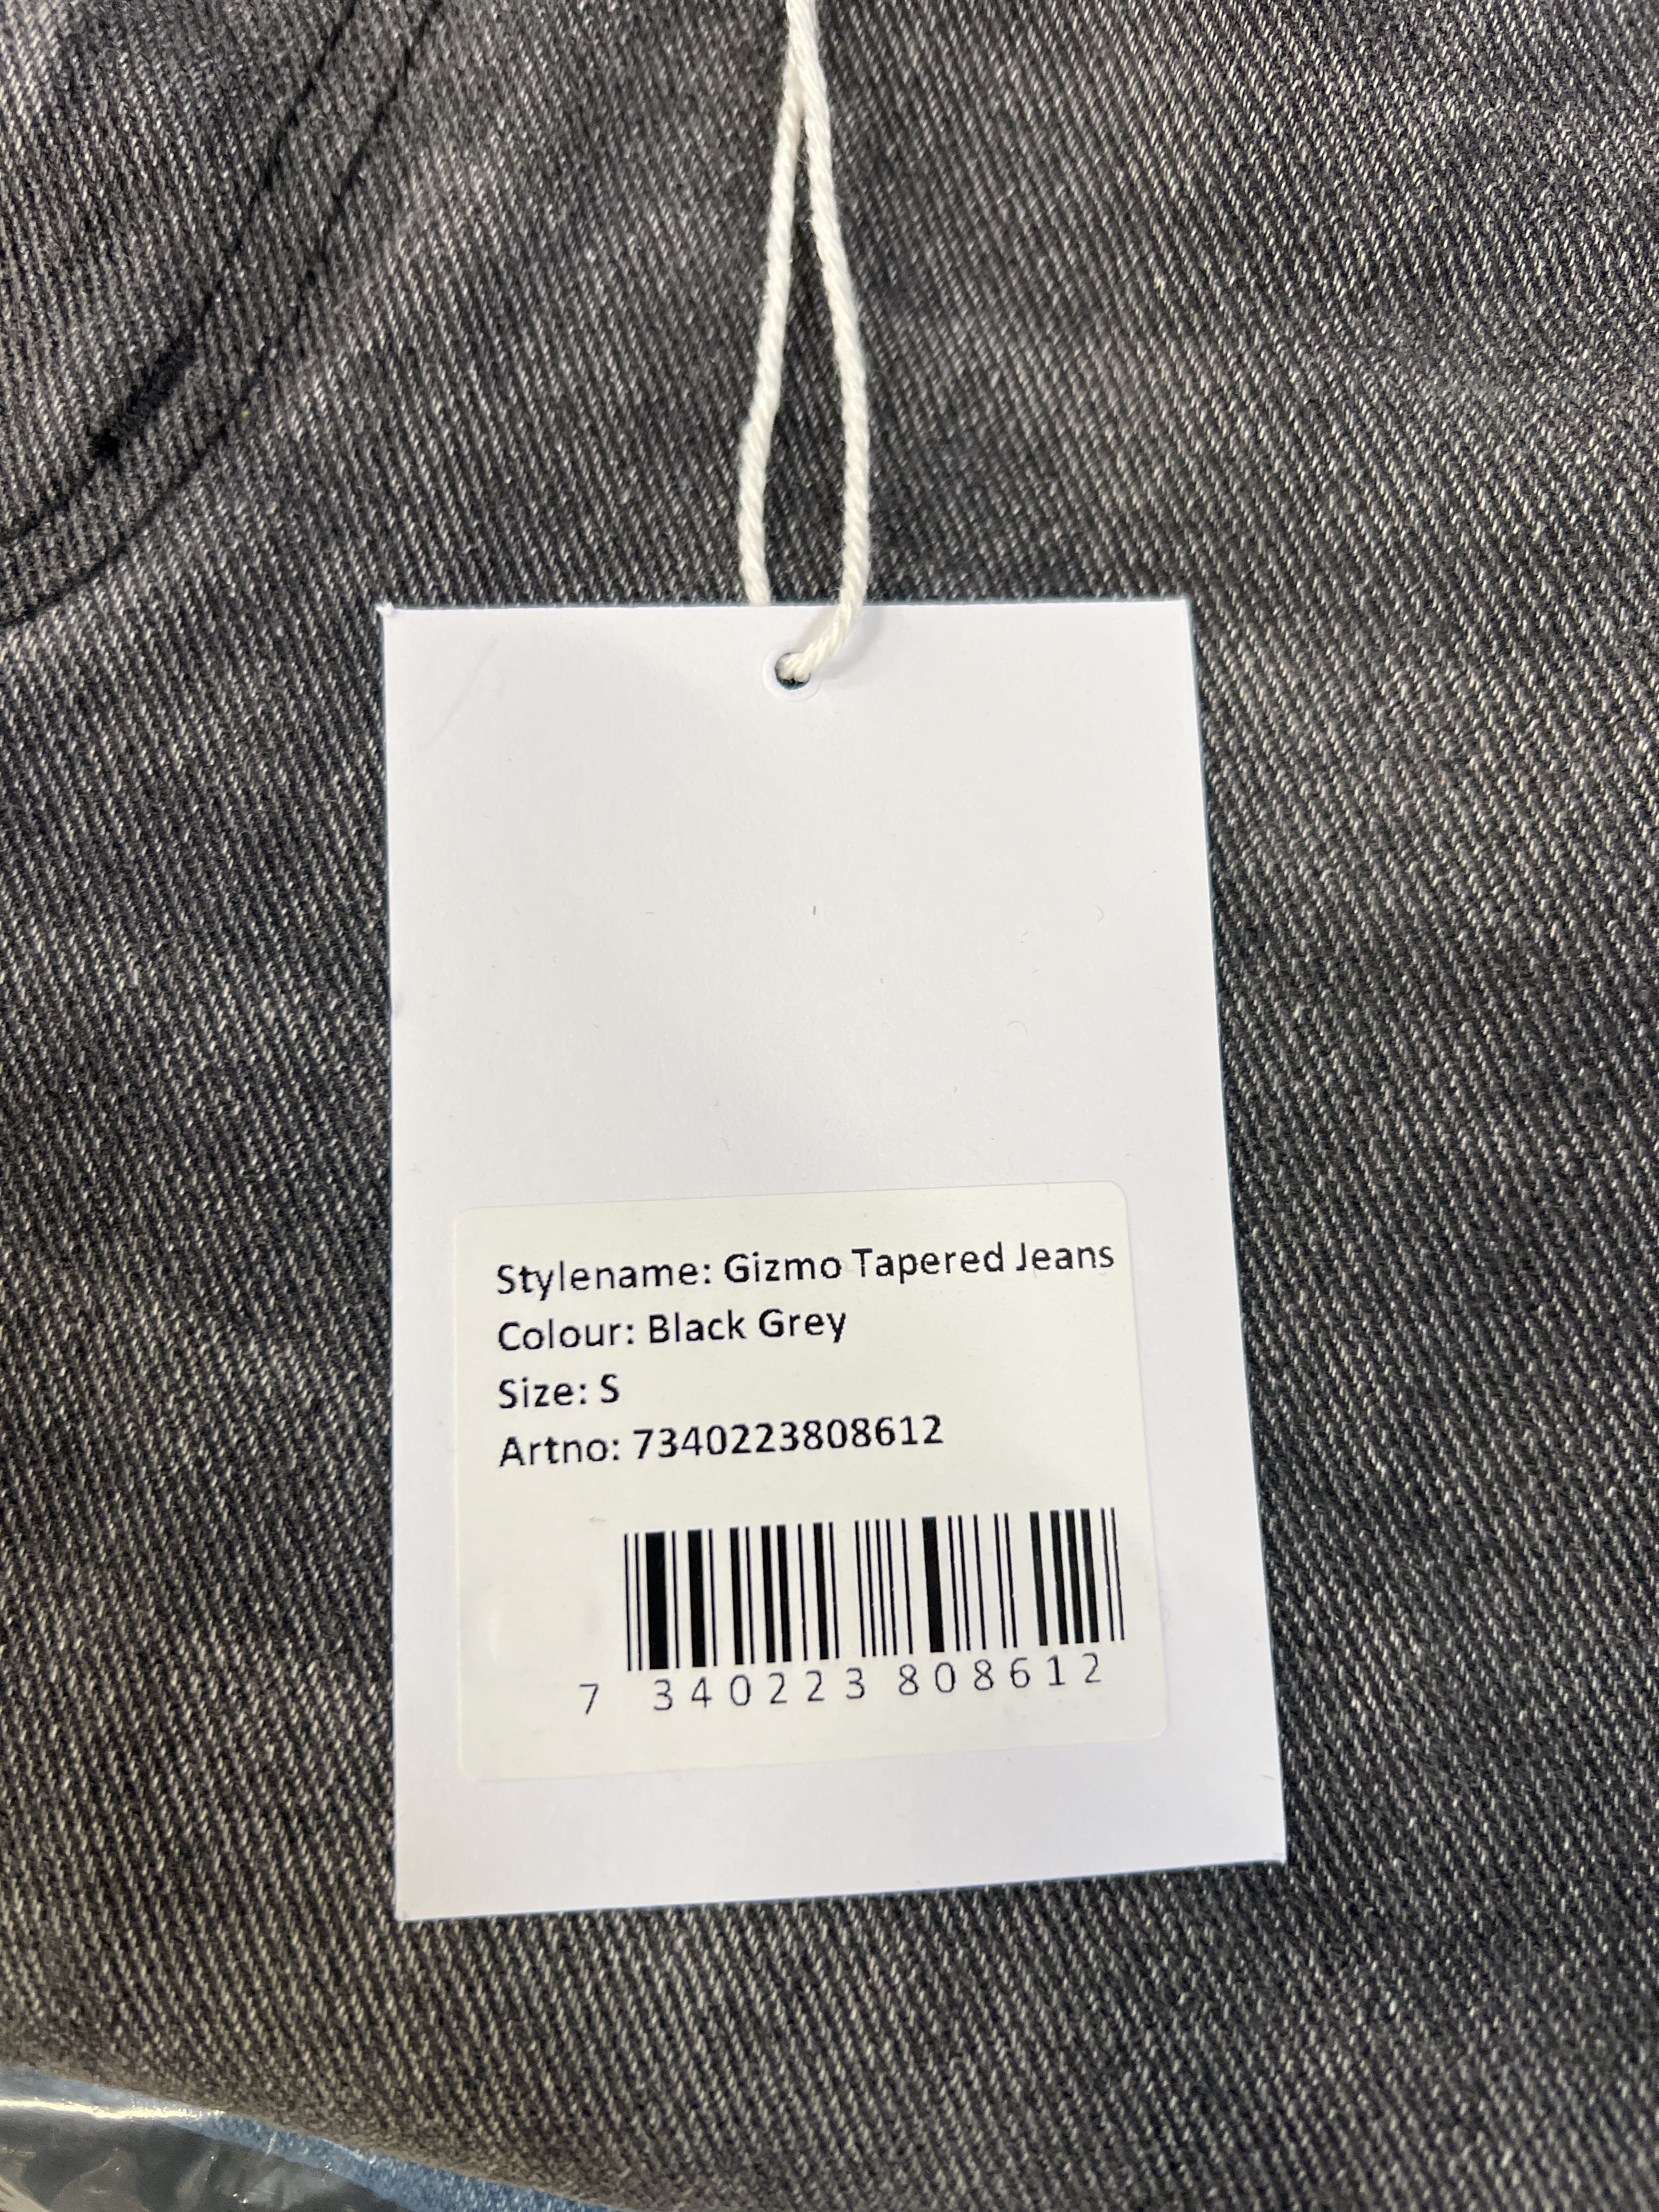 Stylename: Gizmo Tapered Jeans
Colour: Black Grey
Size: S
Artno: 7340223808612
7 340223 808612